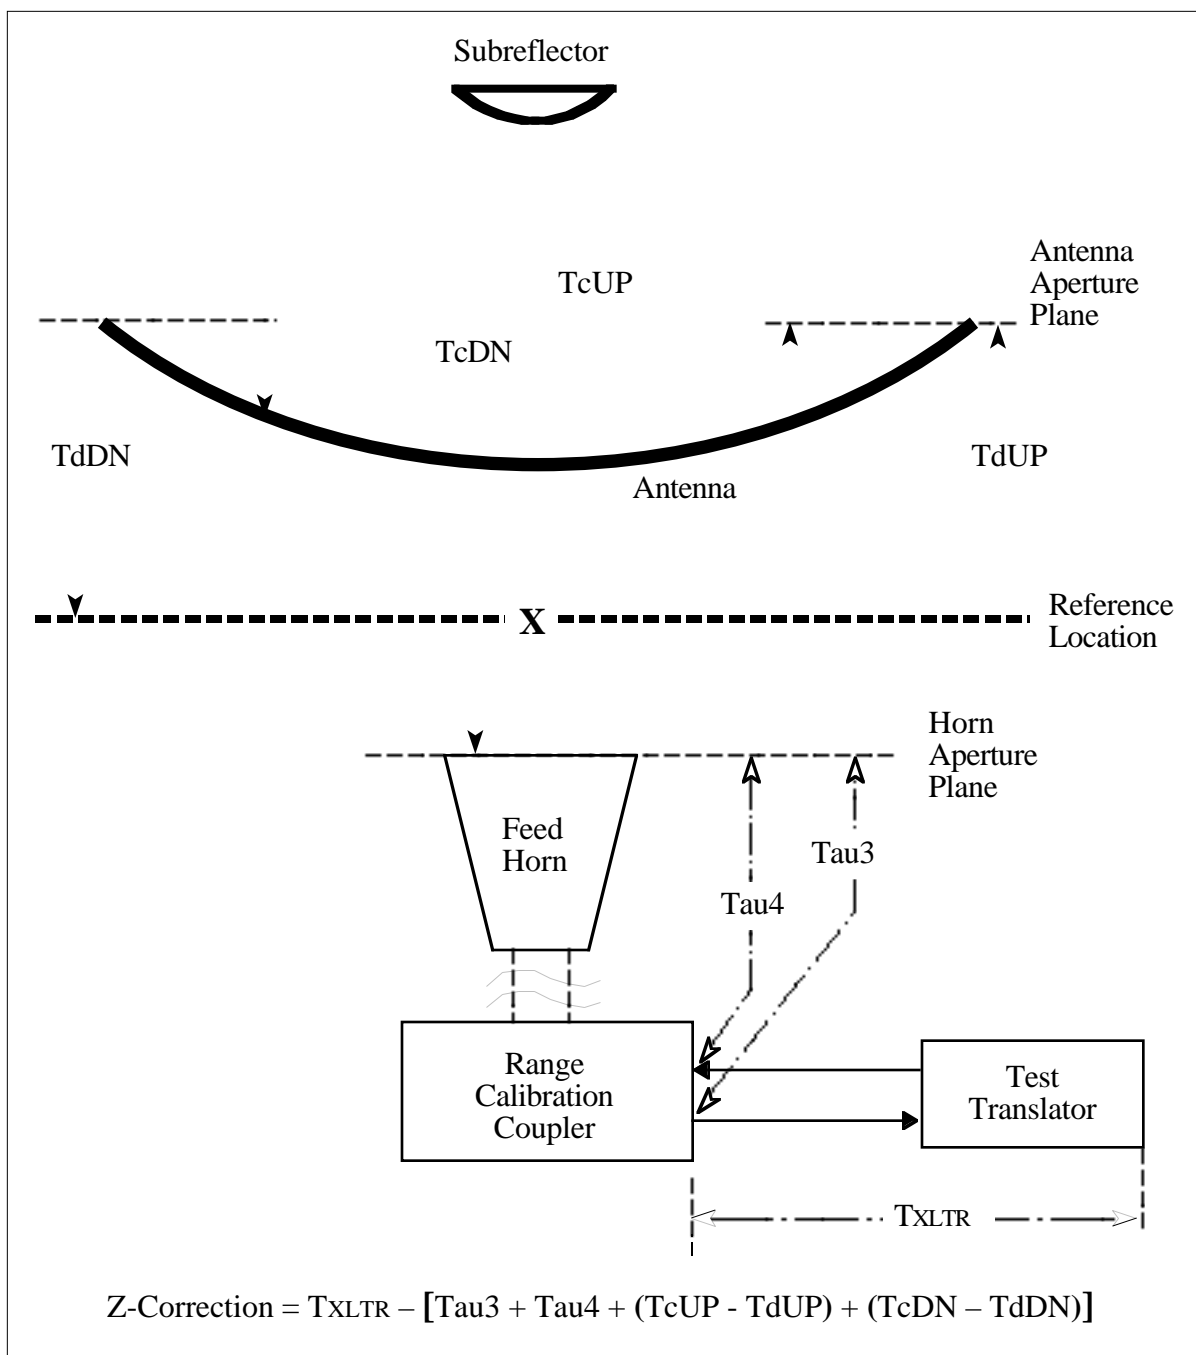 Subreflector
Antenna
Aperture
Plane
TcUP
TcDN
TdDN
TdUP
Antenna
X
Reference
Location
Horn
Aperture
Plane
Feed
Horn
Tau3
Tau4
Range
Calibration
Coupler
Test
Translator
TXLTR
Z-Correction = TXLTR – [Tau3 + Tau4 + (TcUP - TdUP) + (TcDN – TdDN)]